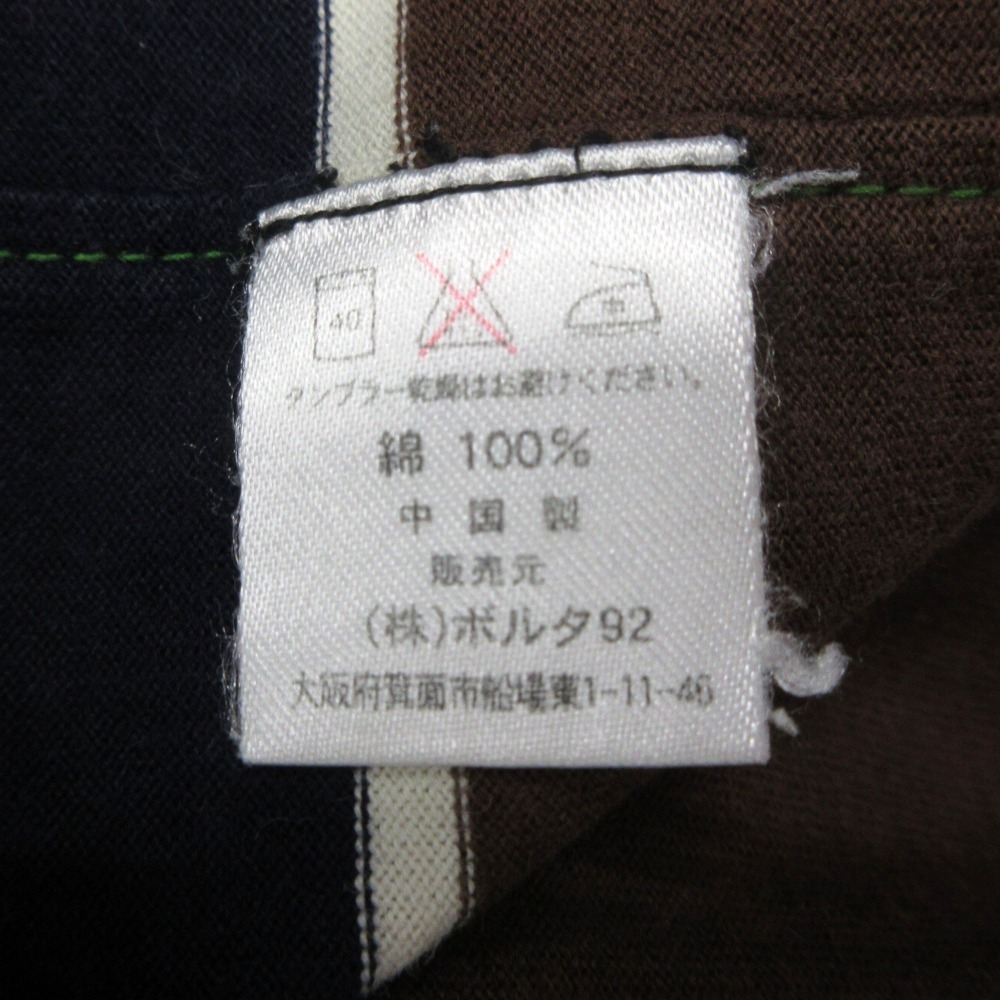 40 中
タンブラー乾燥はお避けください。
綿 100%
中国製
販売元
(株)ボルタ92
大阪府箕面市船場東1-11-46